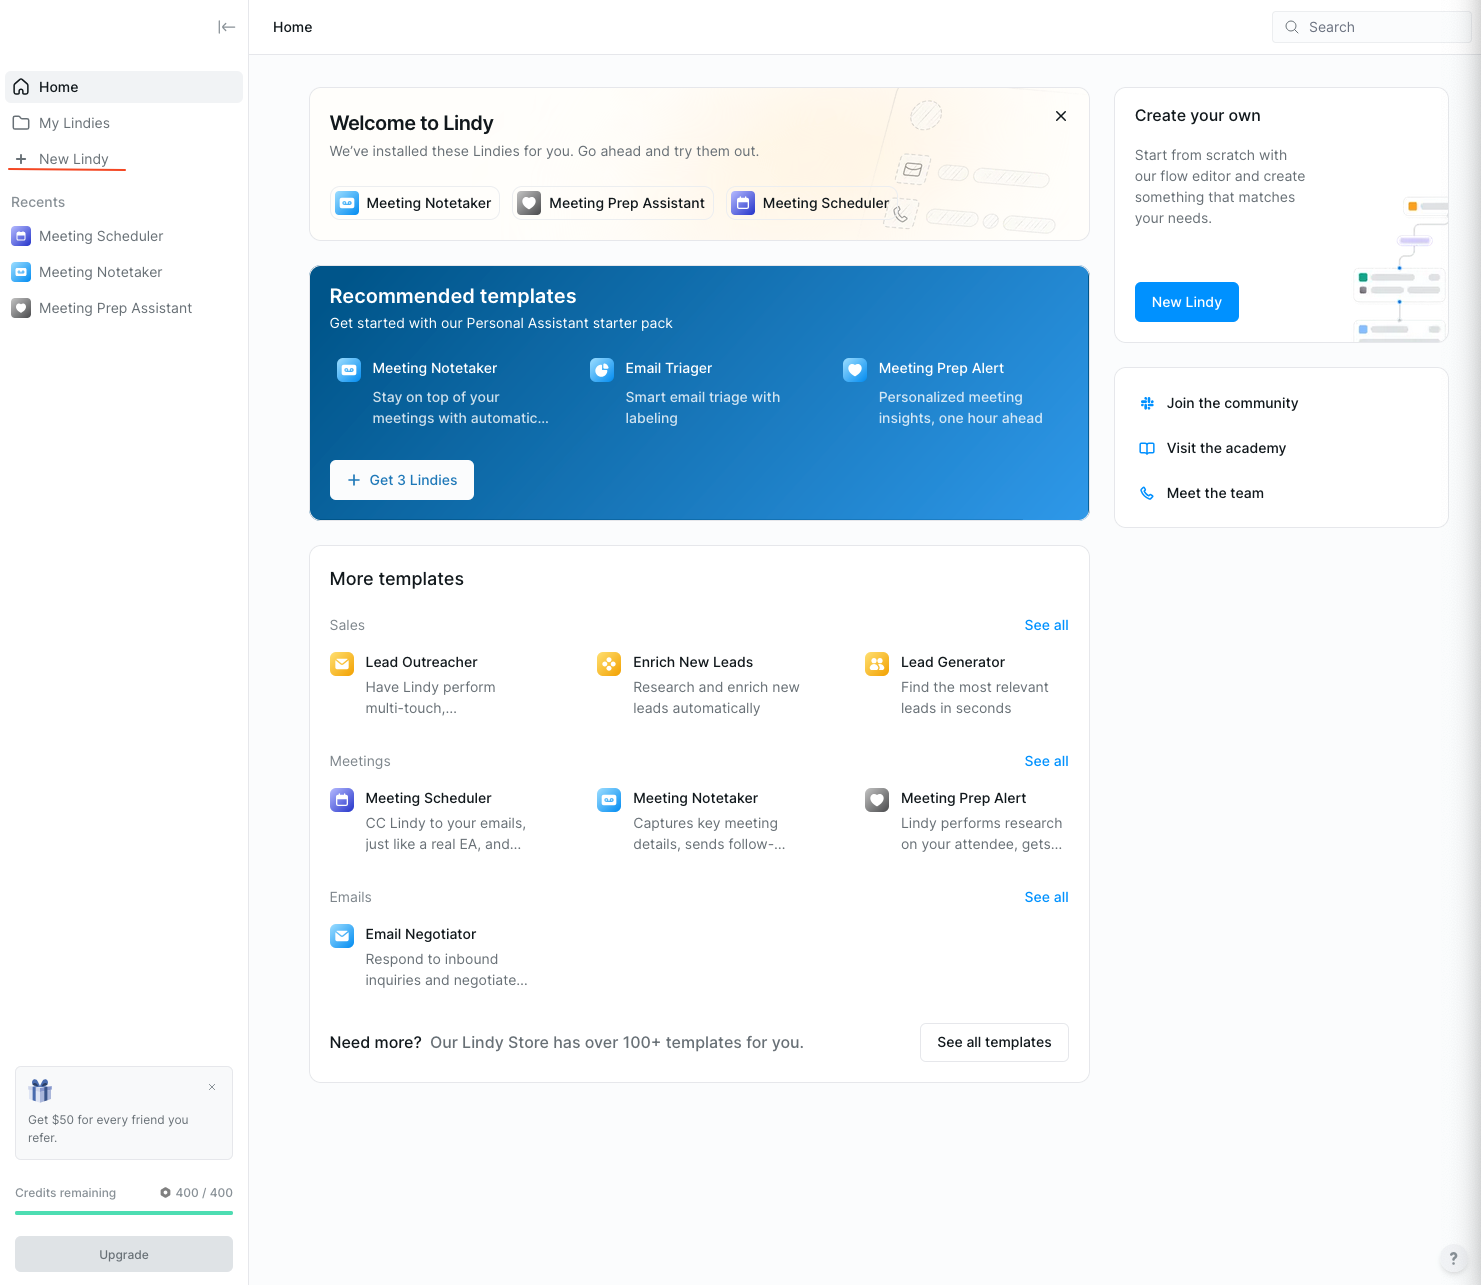 Home
My Lindies
New Lindy
Recents
Meeting Scheduler
Meeting Notetaker
Meeting Prep Assistant
Get $50 for every friend you
refer.
Credits remaining 400 / 400
Upgrade
Home
Search
Welcome to Lindy
We've installed these Lindies for you. Go ahead and try them out.
Meeting Notetaker
Meeting Prep Assistant
Meeting Scheduler
Recommended templates
Get started with our Personal Assistant starter pack
Meeting Notetaker
Stay on top of your
meetings with automatic...
Email Triager
Smart email triage with
labeling
Meeting Prep Alert
Personalized meeting
insights, one hour ahead
Get 3 Lindies
More templates
Sales
See all
Lead Outreacher
Have Lindy perform
multi-touch,...
Enrich New Leads
Research and enrich new
leads automatically
Lead Generator
Find the most relevant
leads in seconds
Meetings
See all
Meeting Scheduler
CC Lindy to your emails,
just like a real EA, and...
Meeting Notetaker
Captures key meeting
details, sends follow-...
Meeting Prep Alert
Lindy performs research
on your attendee, gets...
Emails
See all
Email Negotiator
Respond to inbound
inquiries and negotiate...
Need more? Our Lindy Store has over 100+ templates for you.
See all templates
Create your own
Start from scratch with
our flow editor and create
something that matches
your needs.
New Lindy
Join the community
Visit the academy
Meet the team
?